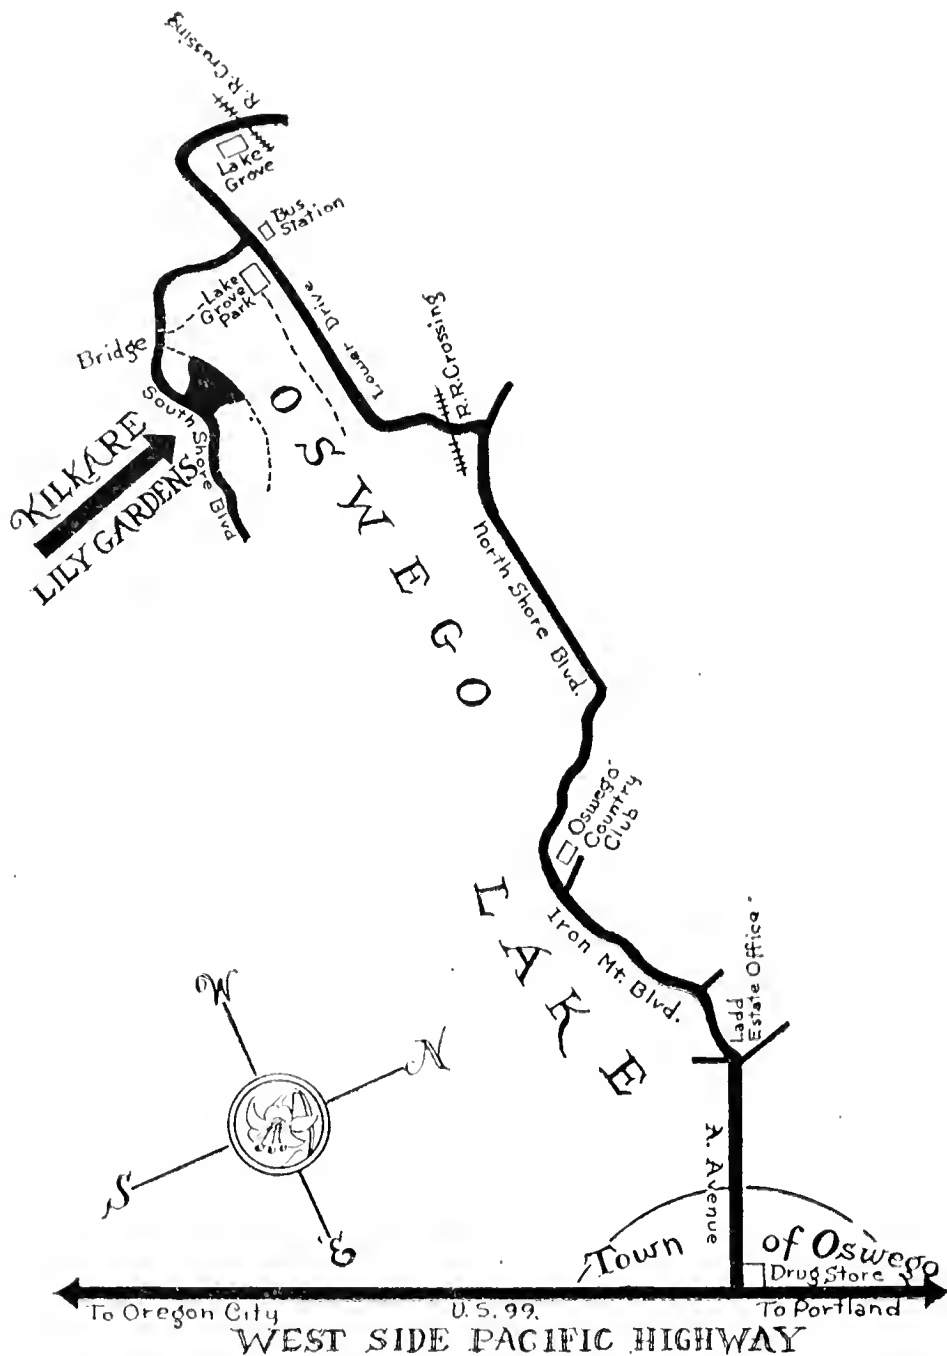 R.R. Crossing
Lake
Grove
Bus.
Station
Lake
Grove
Park
Lower Drive
R.R. Crossing
Bridge
South Shore Blvd
KILKARE
LILY GARDENS
OSWEGO
North Shore Blvd.
Oswego
Country
Club
LAKE
Iron Mt. Blvd.
Ladd
Estate Office
W
N
S
E
A. Avenue
Town of Oswego
Drug Store
To Oregon City
U.S. 99.
To Portland
WEST SIDE PACIFIC HIGHWAY